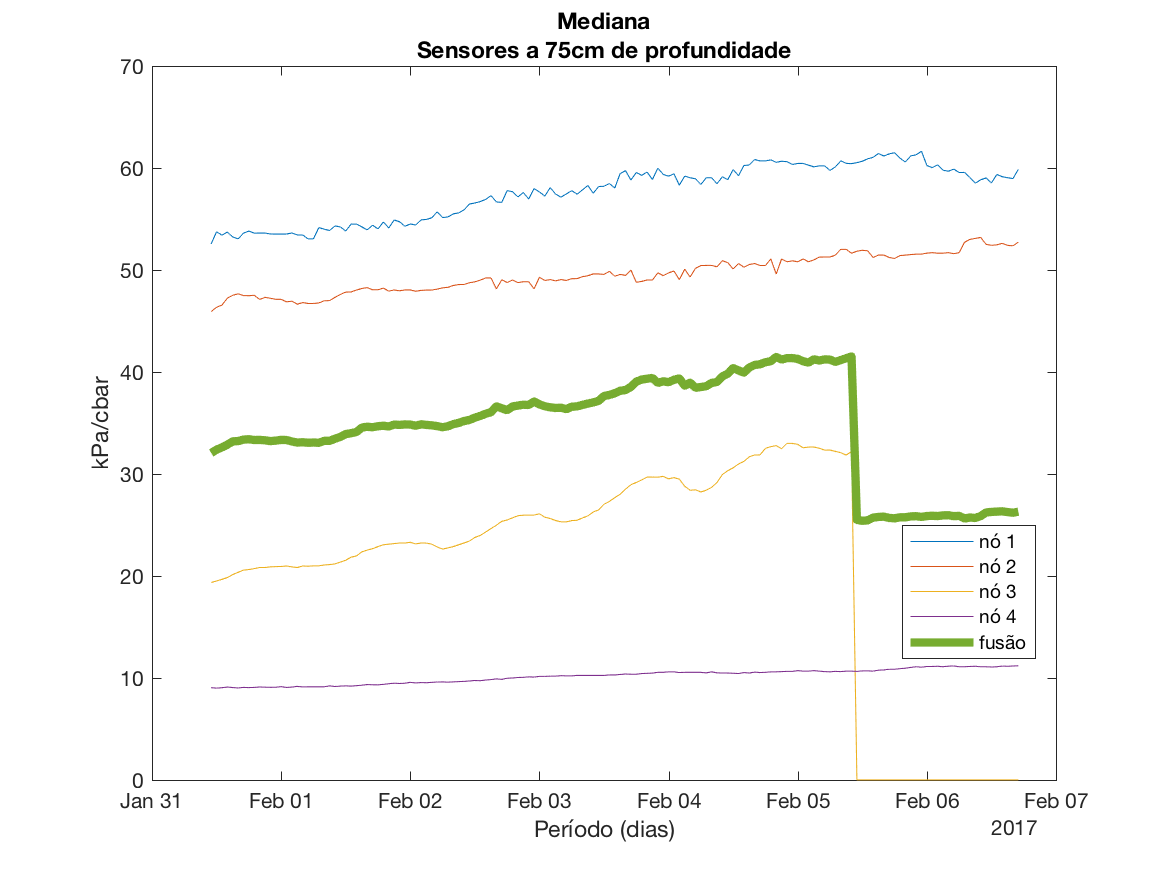 Mediana
Sensores a 75cm de profundidade
kPa/cbar
70
60
50
40
30
20
10
0
Jan 31 Feb 01 Feb 02 Feb 03 Feb 04 Feb 05 Feb 06 Feb 07
2017
Período (dias)
nó 1
nó 2
nó 3
nó 4
fusão